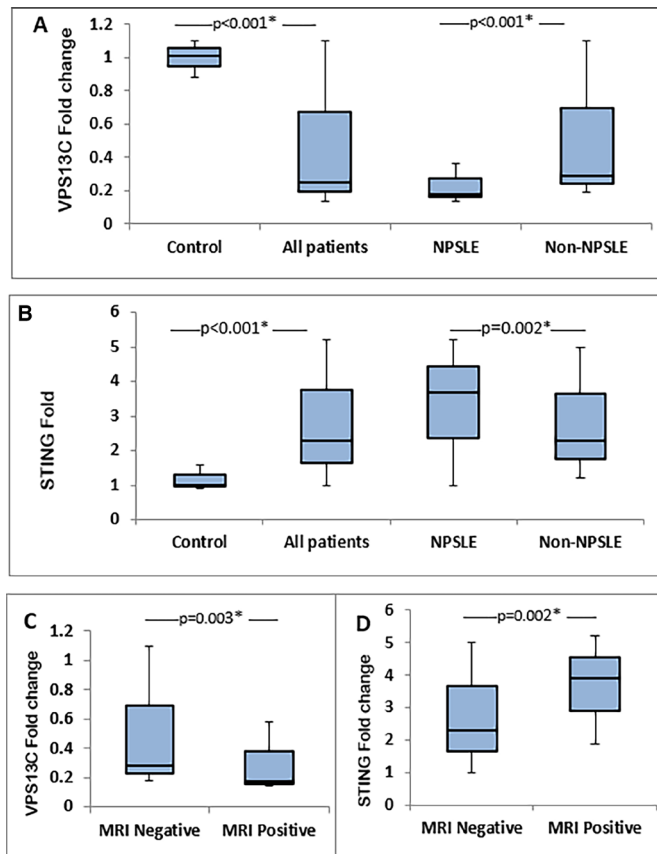 A
VPS13C Fold change
1.2
1
0.8
0.6
0.4
0.2
0
p<0.001*
p<0.001*
Control
All patients
NPSLE
Non-NPSLE
B
STING Fold
6
5
4
3
2
1
0
p<0.001*
p=0.002*
Control
All patients
NPSLE
Non-NPSLE
C
VPS13C Fold change
1.2
1
0.8
0.6
0.4
0.2
0
p=0.003*
MRI Negative
MRI Positive
D
STING Fold change
6
5
4
3
2
1
0
p=0.002*
MRI Negative
MRI Positive